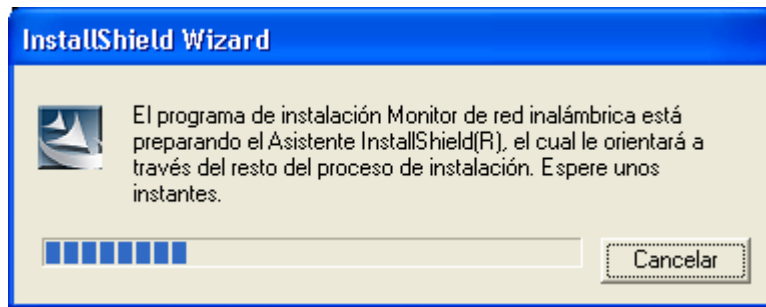 InstallShield Wizard
El programa de instalación Monitor de red inalámbrica está
preparando el Asistente InstallShield(R), el cual le orientará a
través del resto del proceso de instalación. Espere unos
instantes.
Cancelar